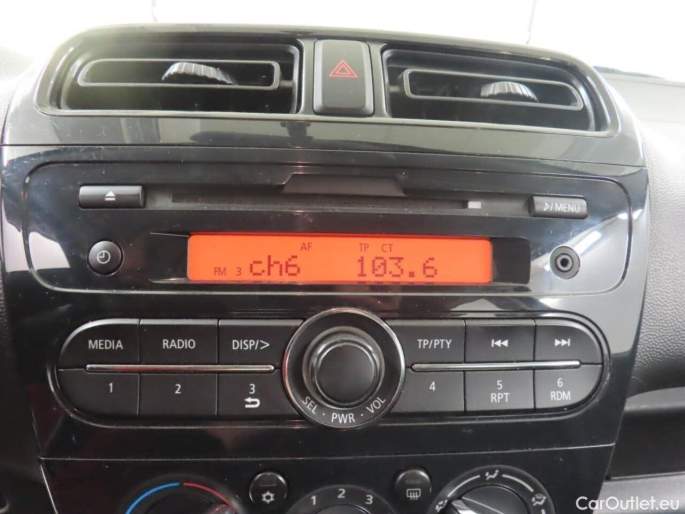 ♪/MENU
AF TP CT
FM 3 ch6 103.6
MEDIA RADIO DISP/> TP/PTY
1 2 3 4 5 RPT 6 RDM
SEL · PWR · VOL
1 2 3
CarOutlet.eu